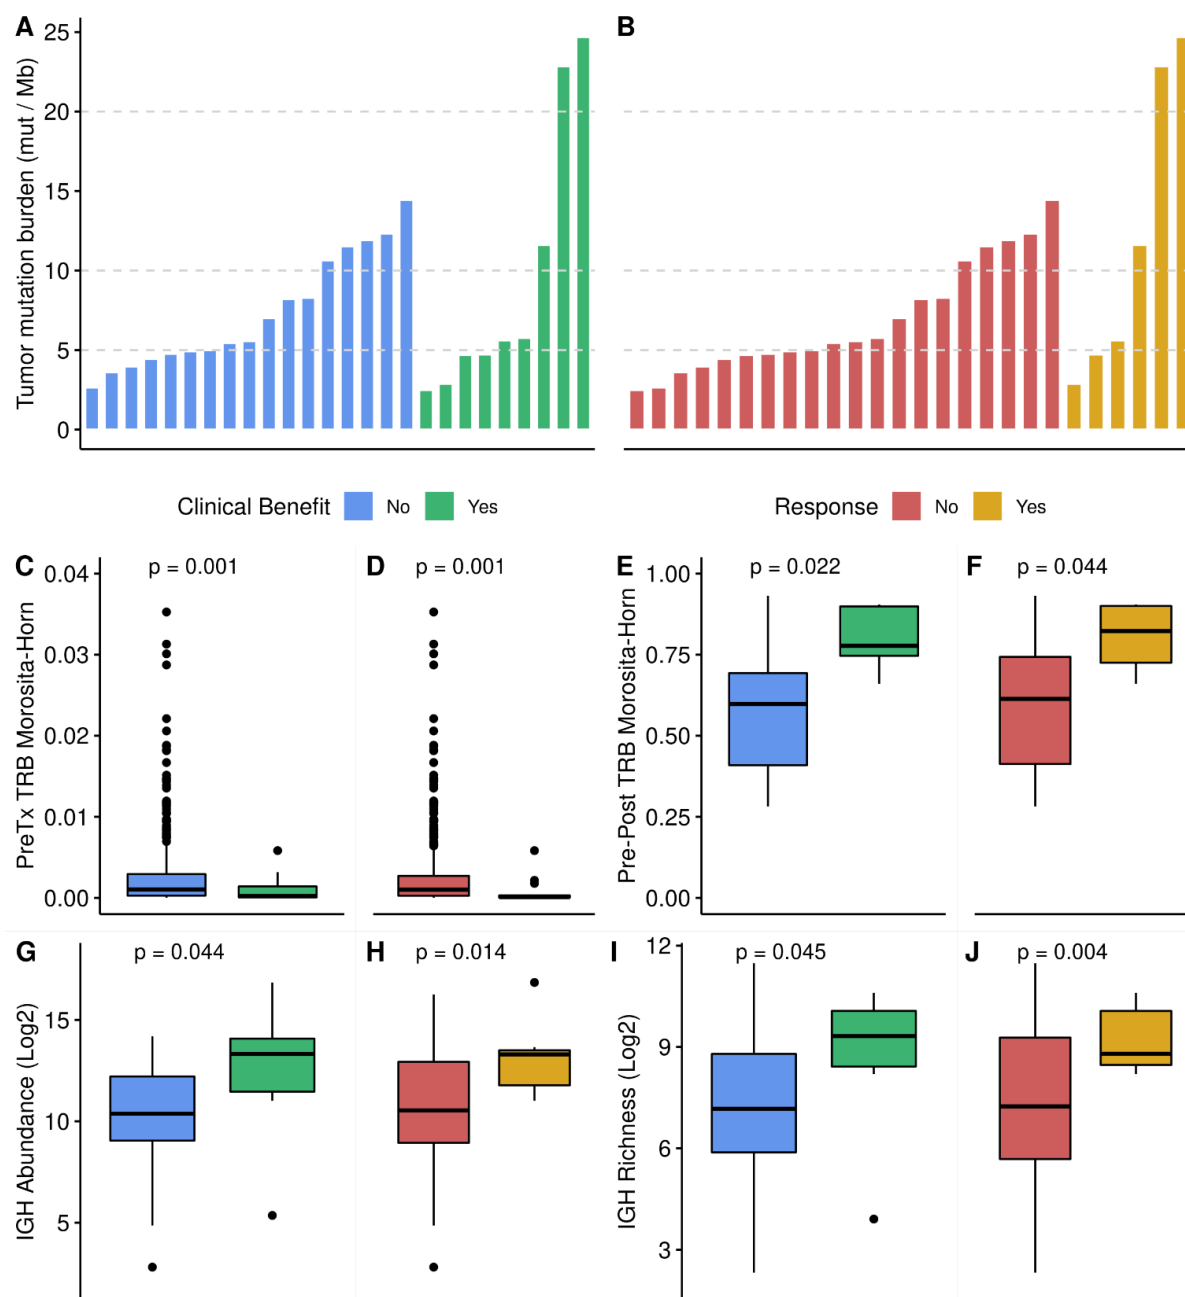 A
B
Tumor mutation burden (mut / Mb)
25
20
15
10
5
0
Clinical Benefit No Yes
Response No Yes
C
p = 0.001
D
p = 0.001
PreTx TRB Morosita-Horn
0.04
0.03
0.02
0.01
0.00
E
p = 0.022
F
p = 0.044
Pre-Post TRB Morosita-Horn
1.00
0.75
0.50
0.25
0.00
G
p = 0.044
H
p = 0.014
IGH Abundance (Log2)
15
10
5
I
p = 0.045
J
p = 0.004
IGH Richness (Log2)
12
9
6
3